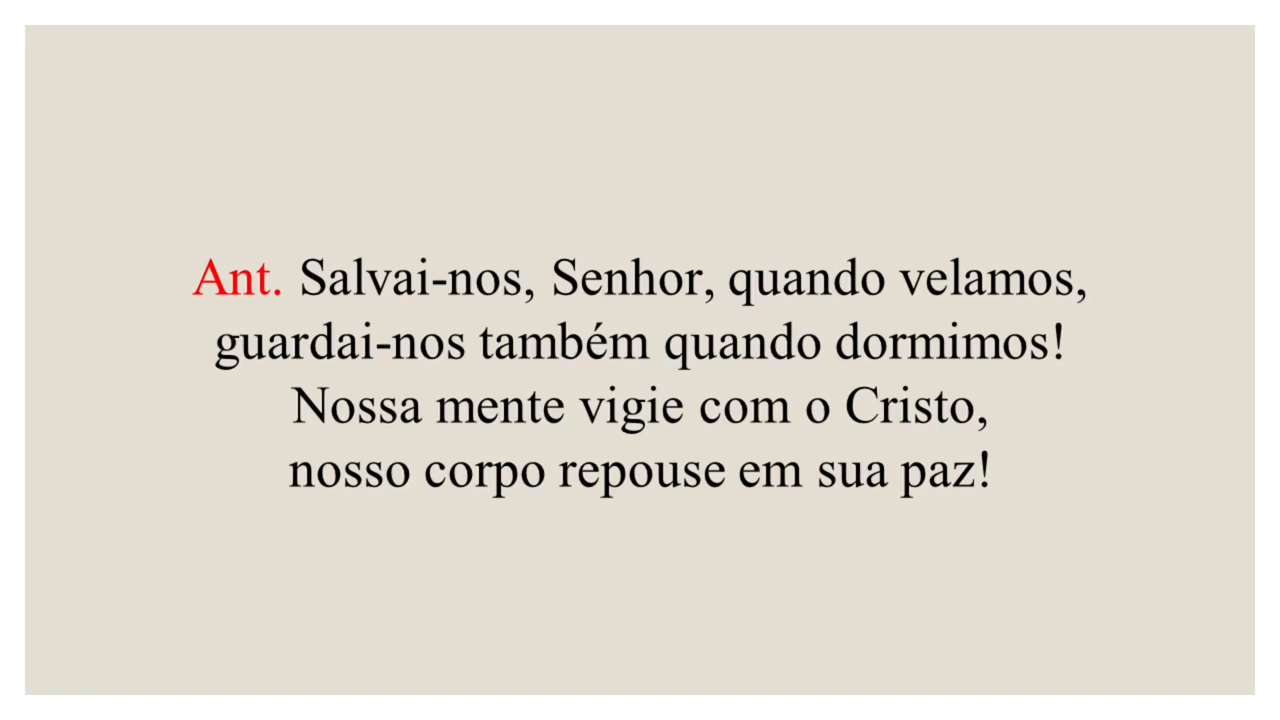 Ant. Salvai-nos, Senhor, quando velamos,
guardai-nos também quando dormimos!
Nossa mente vigie com o Cristo,
nosso corpo repouse em sua paz!